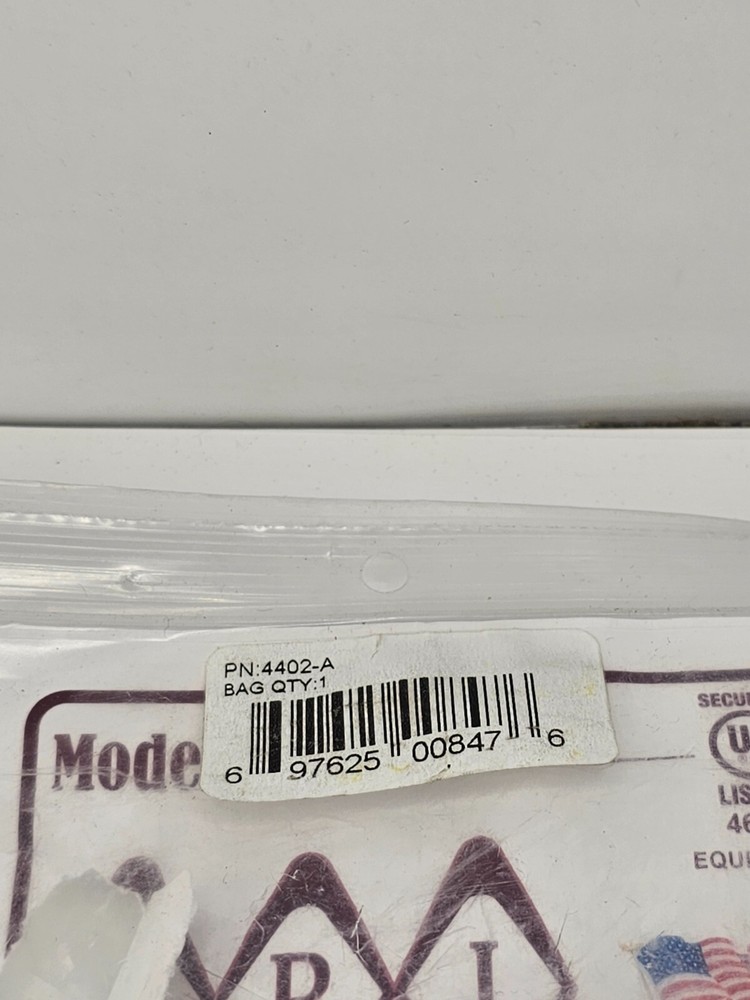 PN:4402-A
BAG QTY:1
6 97625 00847 6
Mode
SECU
U
LIS
46
EQUI
R I